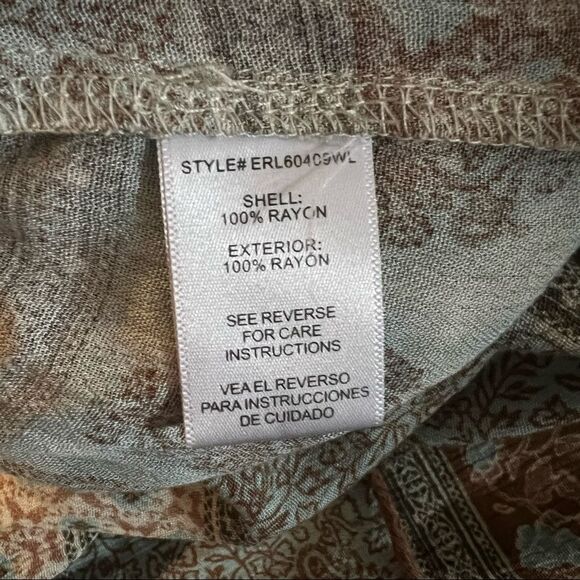 STYLE# ERL60409WL
SHELL:
100% RAYON
EXTERIOR:
100% RAYÓN
SEE REVERSE
FOR CARE
INSTRUCTIONS
VEA EL REVERSO
PARA INSTRUCCIONES
DE CUIDADO